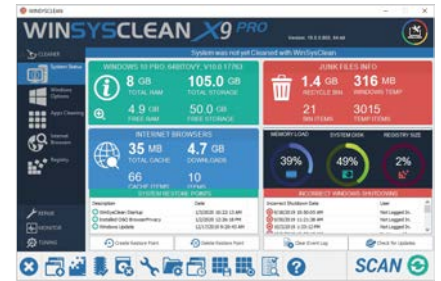 WINSYSCLEAN
WINSYSCLEAN X9 PRO
CLEANER
System was not yet Cleaned with WinSysClean
System Status
Windows Options
Apps Cleaning
Internet Browsers
Registry
REPAIR
MONITOR
TUNING
WINDOWS 10 PRO, 64BITOVÝ, V10.0 17763
8 GB
105.0 GB
TOTAL RAM
TOTAL STORAGE
4.9 GB
50.0 GB
FREE RAM
FREE STORAGE
JUNK FILES INFO
1.4 GB
316 MB
RECYCLE BIN
WINDOWS TEMP
21
3015
BIN ITEMS
TEMP ITEMS
INTERNET BROWSERS
35 MB
4.7 GB
TOTAL CACHE
DOWNLOADS
66
10
CACHE ITEMS
ITEMS
MEMORY LOAD
SYSTEM DISK
REGISTRY SIZE
39%
49%
2%
SYSTEM RESTORE POINTS
Description
Date
WinSysClean Startup
Windows Update
INCORRECT WINDOWS SHUTDOWNS
Incorrect Shutdown Date
User
Not Logged In.
Not Logged In.
Not Logged In.
Create Restore Point
Delete Restore Point
Clear Event Log
Check for Updates
SCAN